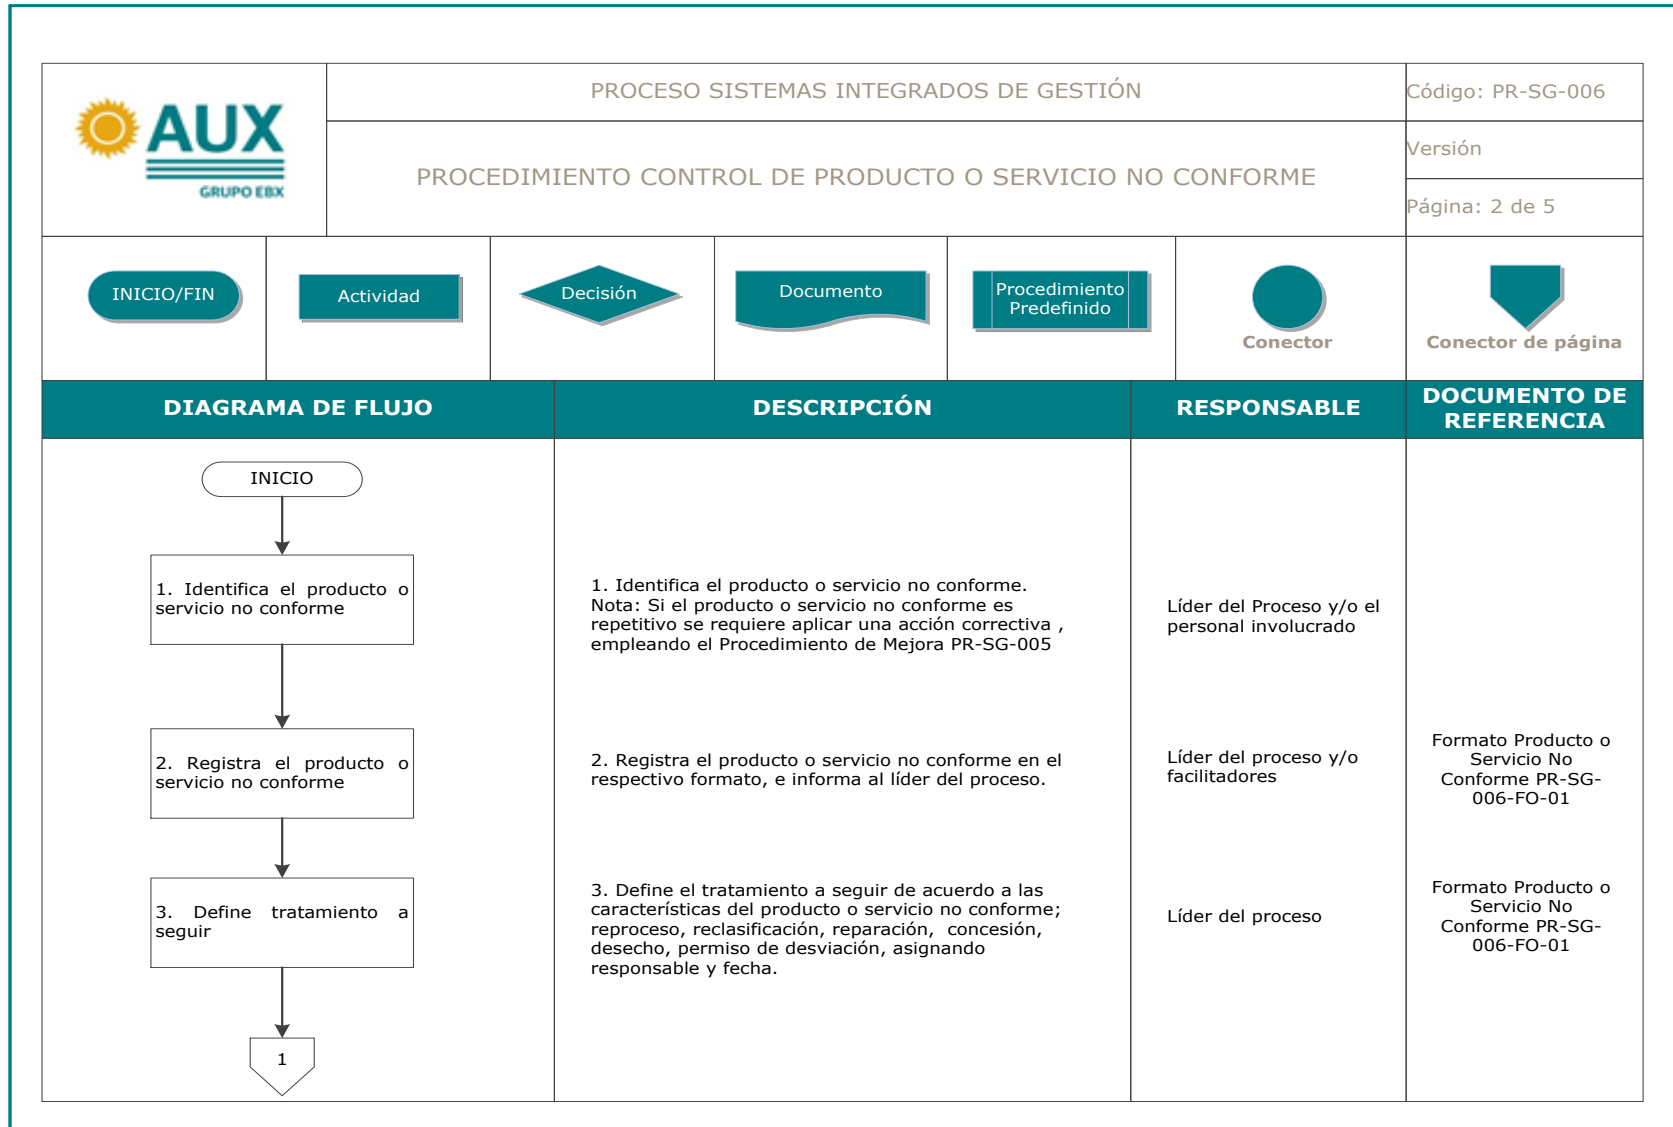 AUX
GRUPO EBX
PROCESO SISTEMAS INTEGRADOS DE GESTIÓN
PROCEDIMIENTO CONTROL DE PRODUCTO O SERVICIO NO CONFORME
Código: PR-SG-006
Versión
Página: 2 de 5
INICIO/FIN
Actividad
Decisión
Documento
Procedimiento
Predefinido
Conector
Conector de página
DIAGRAMA DE FLUJO
DESCRIPCIÓN
RESPONSABLE
DOCUMENTO DE
REFERENCIA
INICIO
1. Identifica el producto o
servicio no conforme
1. Identifica el producto o servicio no conforme.
Nota: Si el producto o servicio no conforme es
repetitivo se requiere aplicar una acción correctiva ,
empleando el Procedimiento de Mejora PR-SG-005
Líder del Proceso y/o el
personal involucrado
2. Registra el producto o
servicio no conforme
2. Registra el producto o servicio no conforme en el
respectivo formato, e informa al líder del proceso.
Líder del proceso y/o
facilitadores
Formato Producto o
Servicio No
Conforme PR-SG-
006-FO-01
3. Define tratamiento a
seguir
3. Define el tratamiento a seguir de acuerdo a las
características del producto o servicio no conforme;
reproceso, reclasificación, reparación, concesión,
desecho, permiso de desviación, asignando
responsable y fecha.
Líder del proceso
Formato Producto o
Servicio No
Conforme PR-SG-
006-FO-01
1